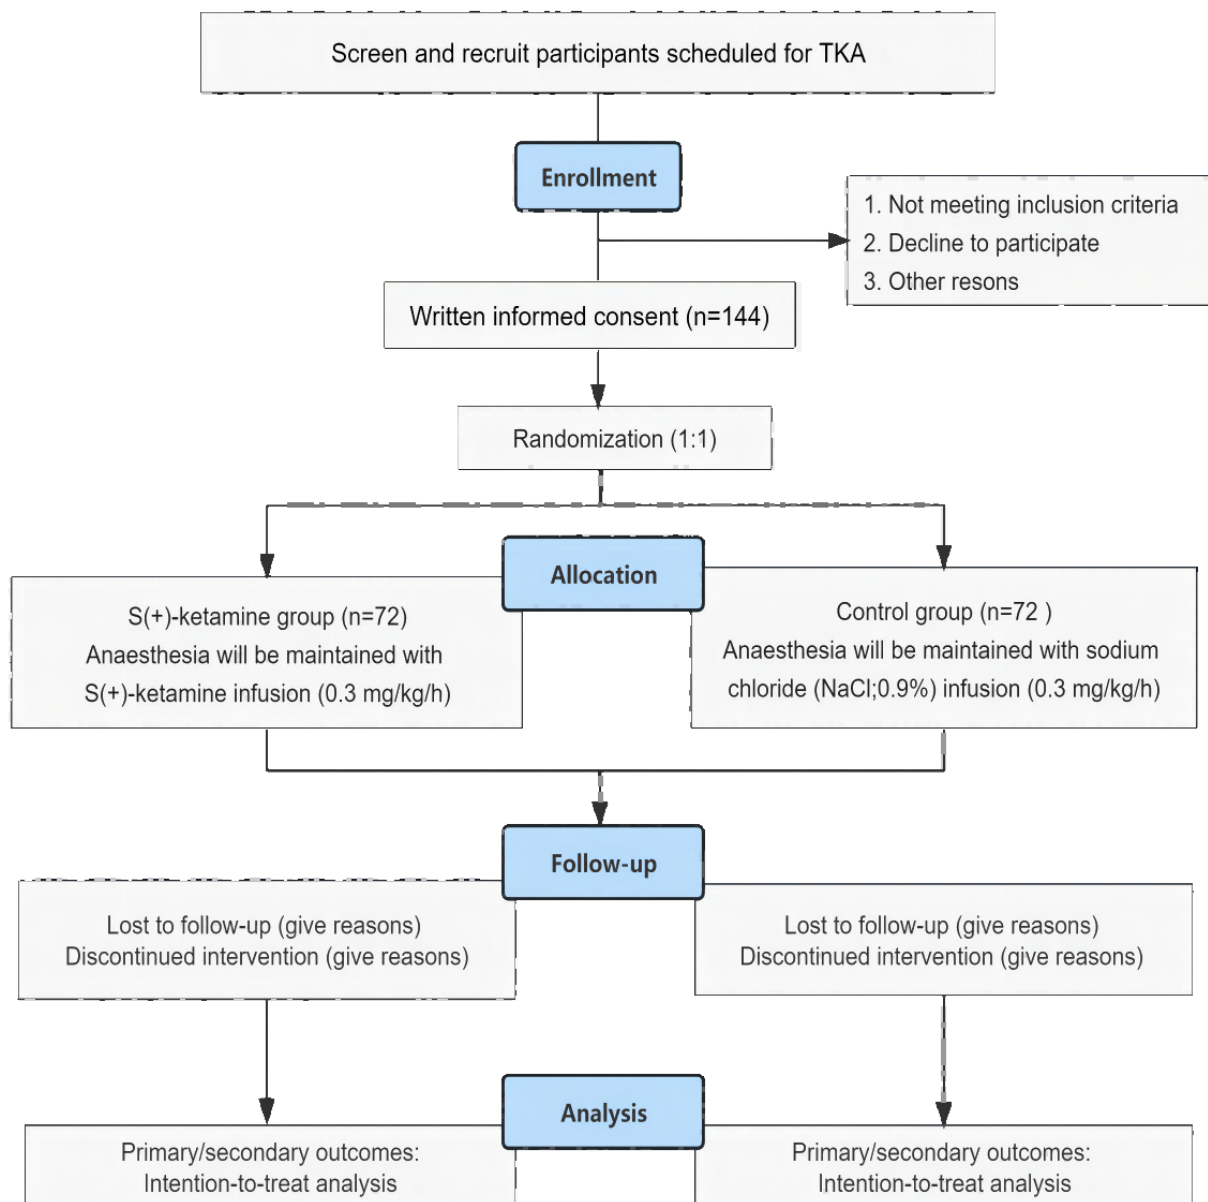 Screen and recruit participants scheduled for TKA
Enrollment
1. Not meeting inclusion criteria
2. Decline to participate
3. Other resons
Written informed consent (n=144)
Randomization (1:1)
Allocation
S(+)-ketamine group (n=72)
Anaesthesia will be maintained with
S(+)-ketamine infusion (0.3 mg/kg/h)
Control group (n=72 )
Anaesthesia will be maintained with sodium
chloride (NaCl;0.9%) infusion (0.3 mg/kg/h)
Follow-up
Lost to follow-up (give reasons)
Discontinued intervention (give reasons)
Lost to follow-up (give reasons)
Discontinued intervention (give reasons)
Analysis
Primary/secondary outcomes:
Intention-to-treat analysis
Primary/secondary outcomes:
Intention-to-treat analysis